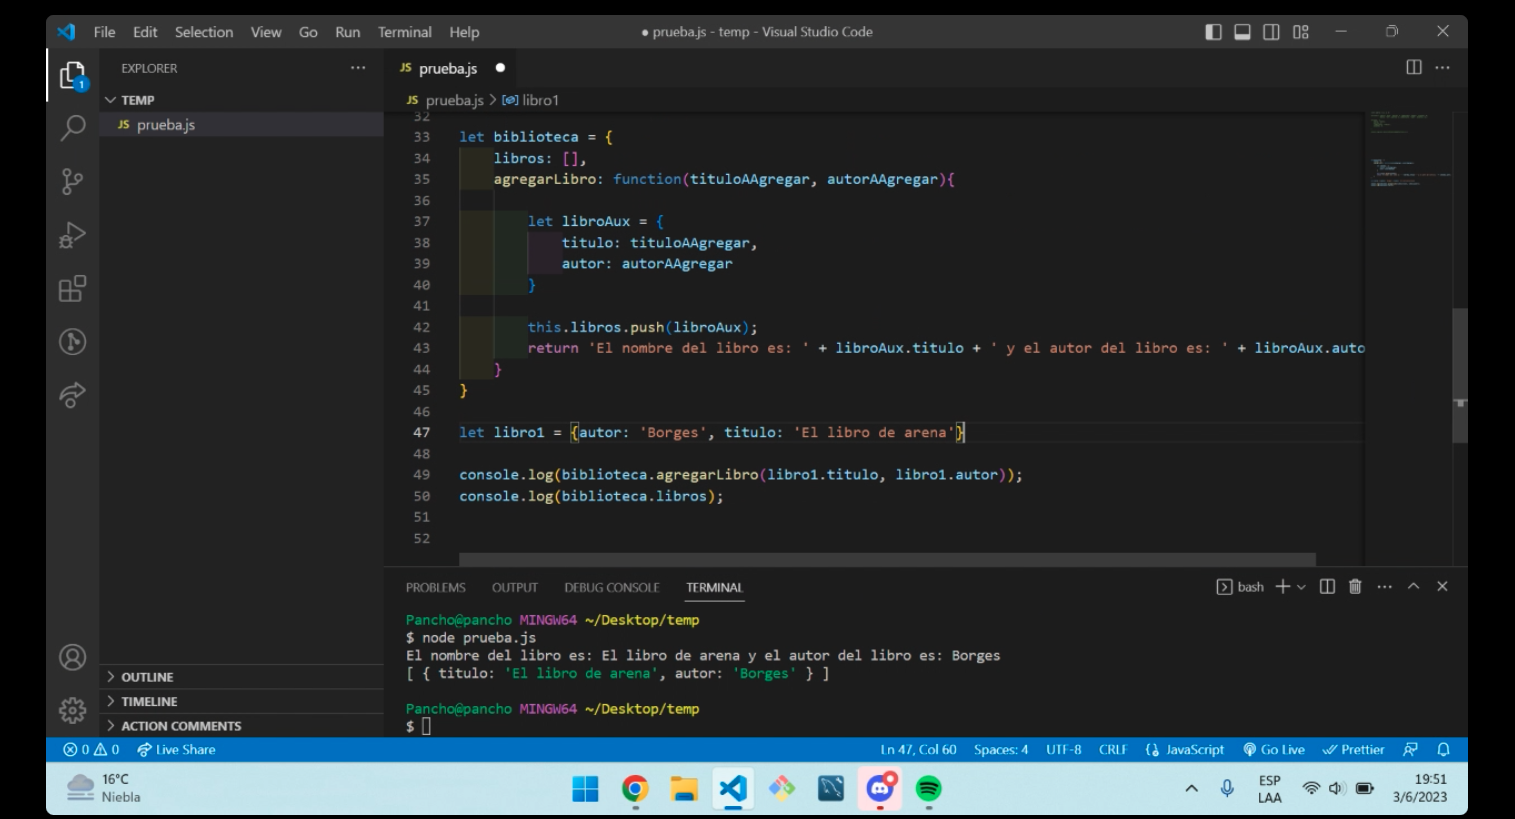 File Edit Selection View Go Run Terminal Help
● prueba.js - temp - Visual Studio Code
EXPLORER ...
JS prueba.js ●
1
TEMP
JS prueba.js > libro1
JS prueba.js
32
33 let biblioteca = {
34 libros: [],
35 agregarLibro: function(tituloAAgregar, autorAAgregar){
36
37 let libroAux = {
38 titulo: tituloAAgregar,
39 autor: autorAAgregar
40 }
41
42 this.libros.push(libroAux);
43 return 'El nombre del libro es: ' + libroAux.titulo + ' y el autor del libro es: ' + libroAux.auto
44 }
45 }
46
47 let libro1 = {autor: 'Borges', titulo: 'El libro de arena'}
48
49 console.log(biblioteca.agregarLibro(libro1.titulo, libro1.autor));
50 console.log(biblioteca.libros);
51
52
PROBLEMS OUTPUT DEBUG CONSOLE TERMINAL
bash
Pancho@pancho MINGW64 ~/Desktop/temp
$ node prueba.js
El nombre del libro es: El libro de arena y el autor del libro es: Borges
[ { titulo: 'El libro de arena', autor: 'Borges' } ]
Pancho@pancho MINGW64 ~/Desktop/temp
$
OUTLINE
TIMELINE
ACTION COMMENTS
0 0 Live Share
Ln 47, Col 60 Spaces: 4 UTF-8 CRLF JavaScript Go Live Prettier
16°C
Niebla
ESP
LAA
19:51
3/6/2023